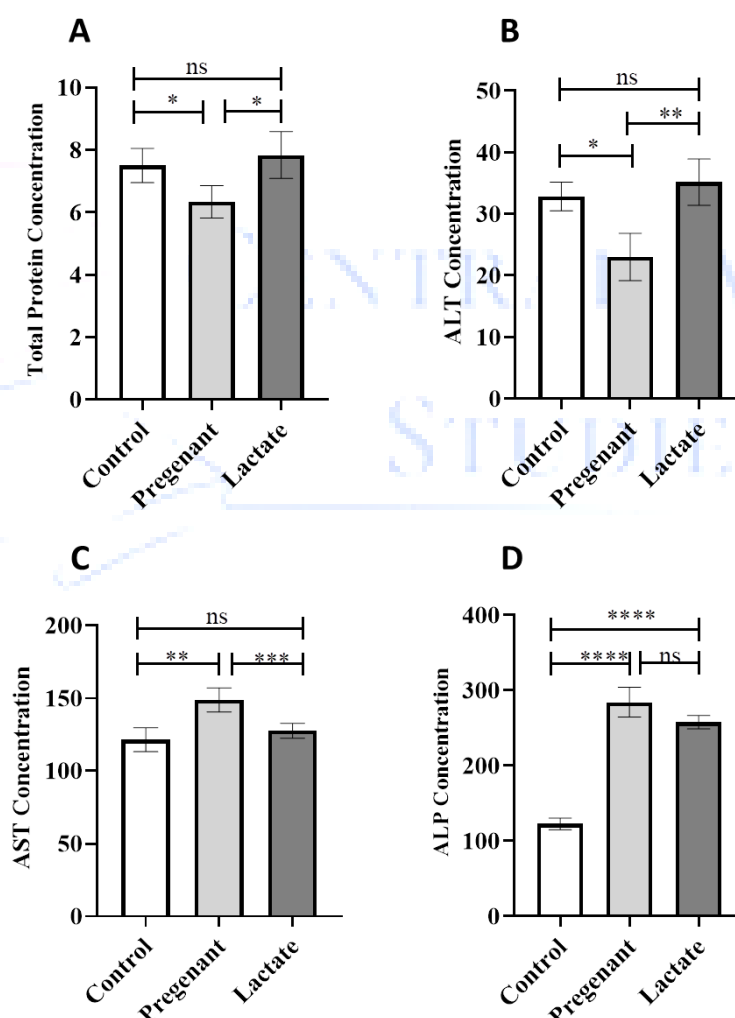 A
ns
*
*
Total Protein Concentration
10
8
6
4
2
0
Control
Pregenant
Lactate
B
ns
**
*
ALT Concentration
50
40
30
20
10
0
Control
Pregenant
Lactate
C
ns
**
***
AST Concentration
200
150
100
50
0
Control
Pregenant
Lactate
D
****
****
ns
ALP Concentration
400
300
200
100
0
Control
Pregenant
Lactate